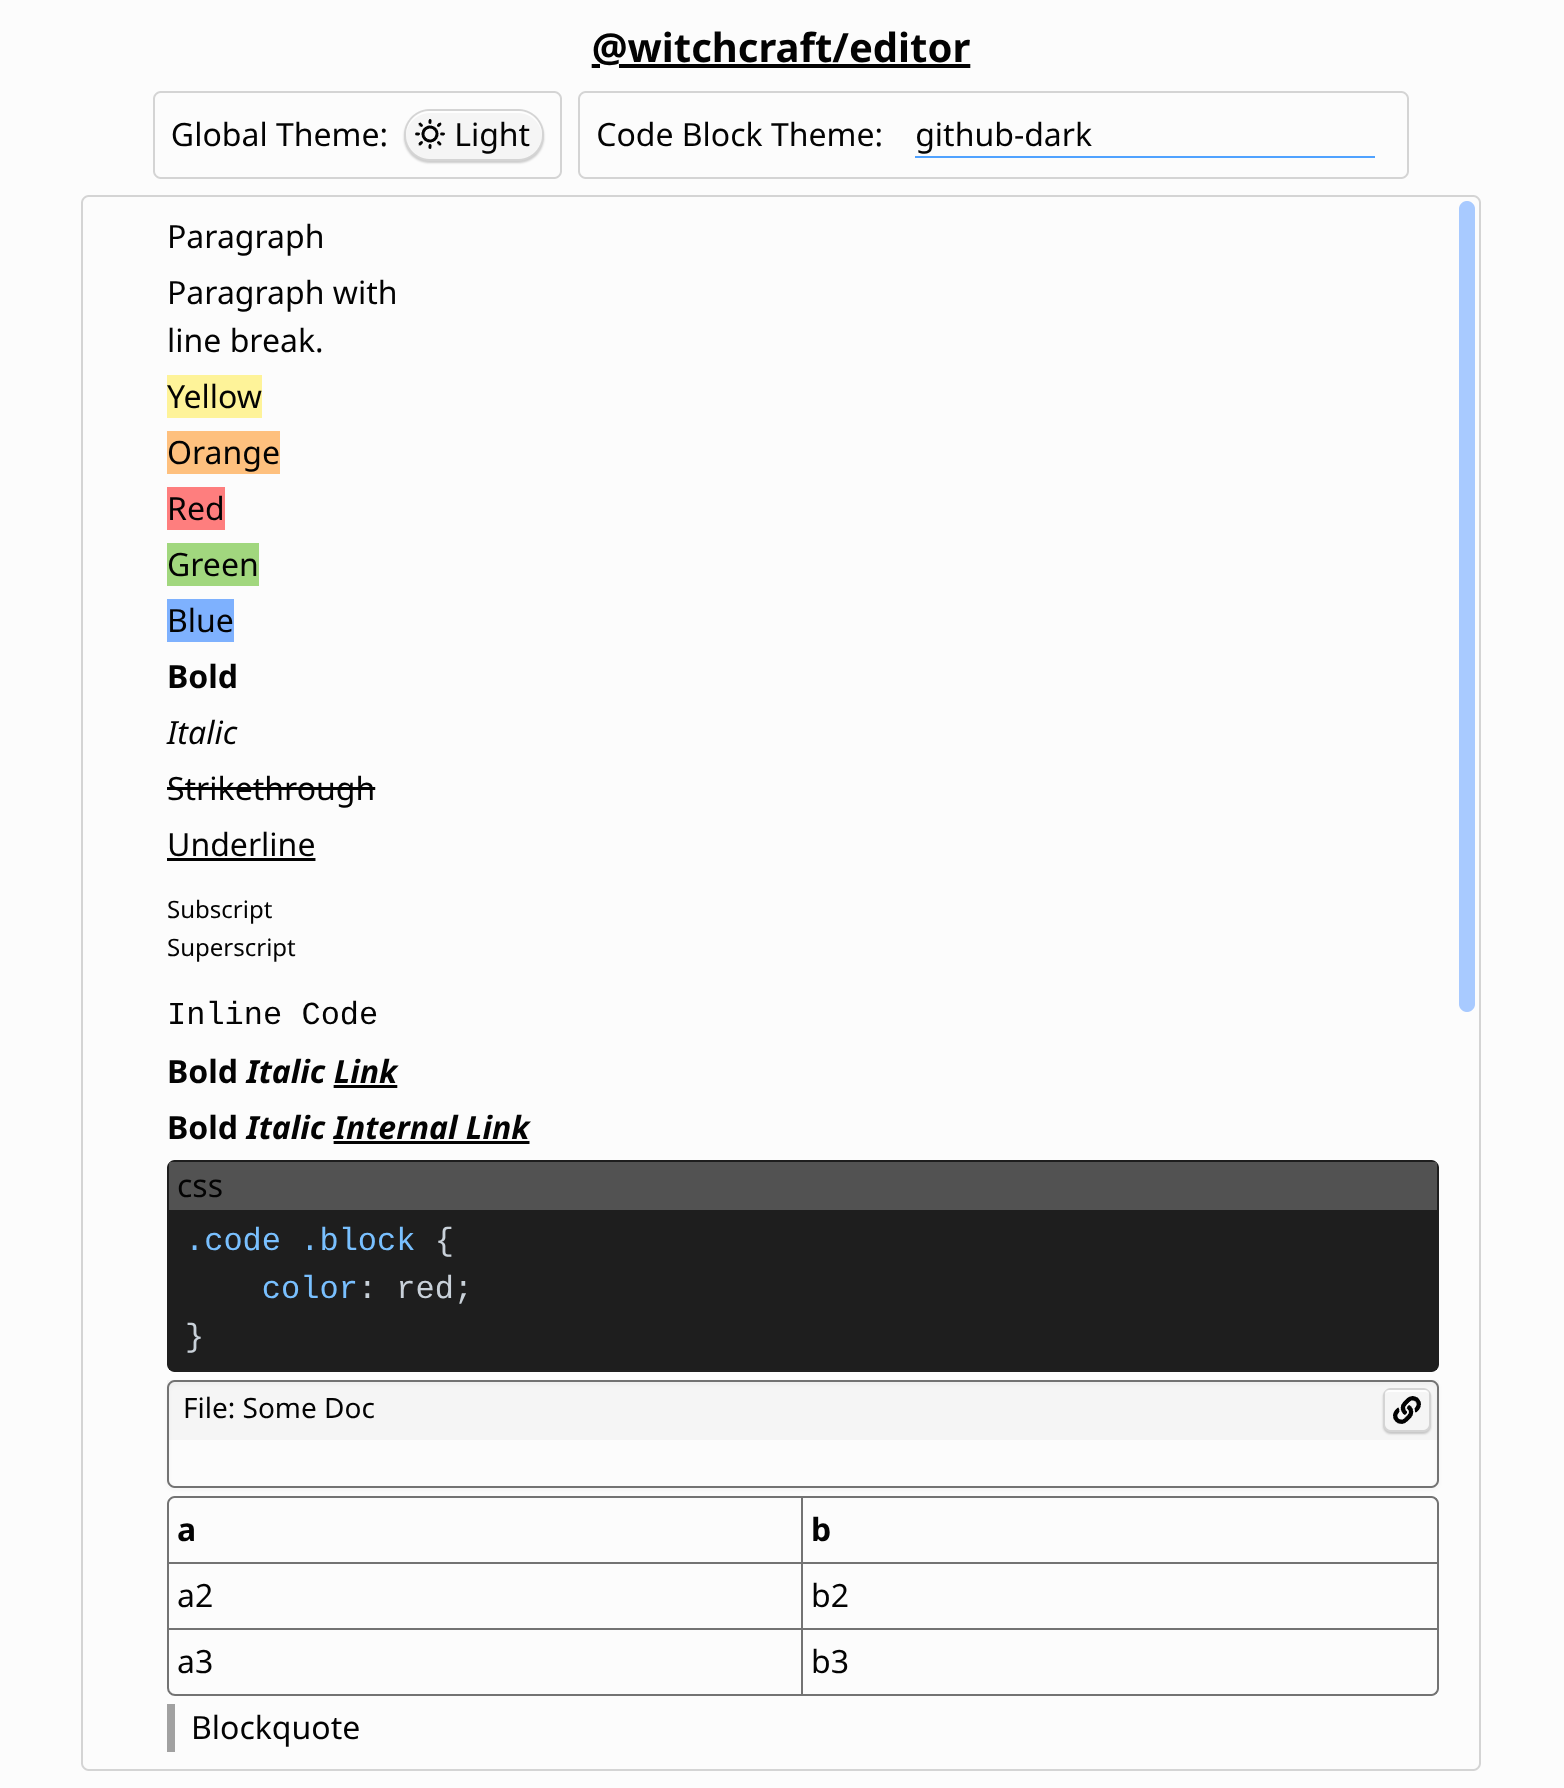 @witchcraft/editor
Global Theme: Light
Code Block Theme: github-dark
Paragraph
Paragraph with
line break.
Yellow
Orange
Red
Green
Blue
Bold
Italic
Strikethrough
Underline
Subscript
Superscript
Inline Code
Bold Italic Link
Bold Italic Internal Link
css
.code .block {
    color: red;
}
File: Some Doc
a b
a2 b2
a3 b3
Blockquote